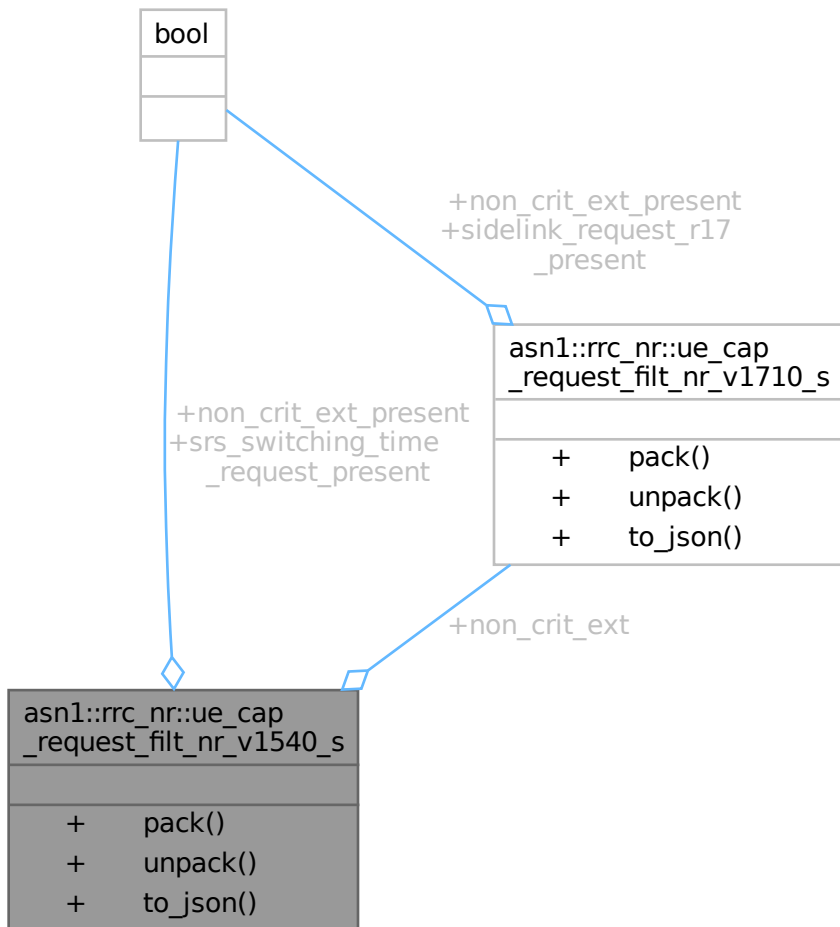 bool
+non_crit_ext_present
+sidelink_request_r17
_present
asn1::rrc_nr::ue_cap
_request_filt_nr_v1710_s
+ pack()
+ unpack()
+ to_json()
+non_crit_ext_present
+srs_switching_time
_request_present
+non_crit_ext
asn1::rrc_nr::ue_cap
_request_filt_nr_v1540_s
+ pack()
+ unpack()
+ to_json()